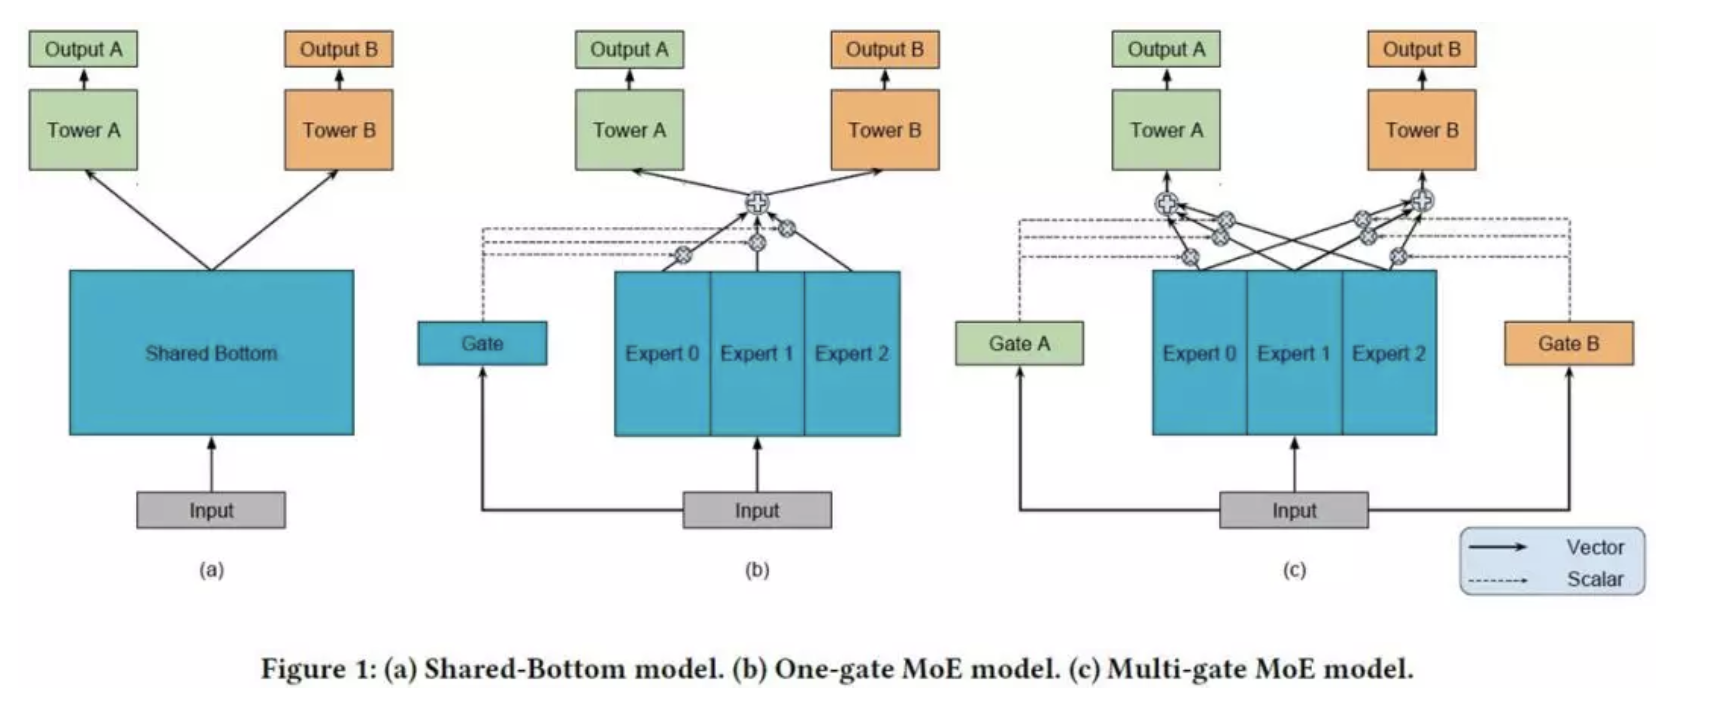 Output A
Output B
Tower A
Tower B
Shared Bottom
Input
(a)
Output A
Output B
Tower A
Tower B
Gate
Expert 0
Expert 1
Expert 2
Input
(b)
Output A
Output B
Tower A
Tower B
Gate A
Expert 0
Expert 1
Expert 2
Gate B
Input
(c)
Vector
Scalar
Figure 1: (a) Shared-Bottom model. (b) One-gate MoE model. (c) Multi-gate MoE model.